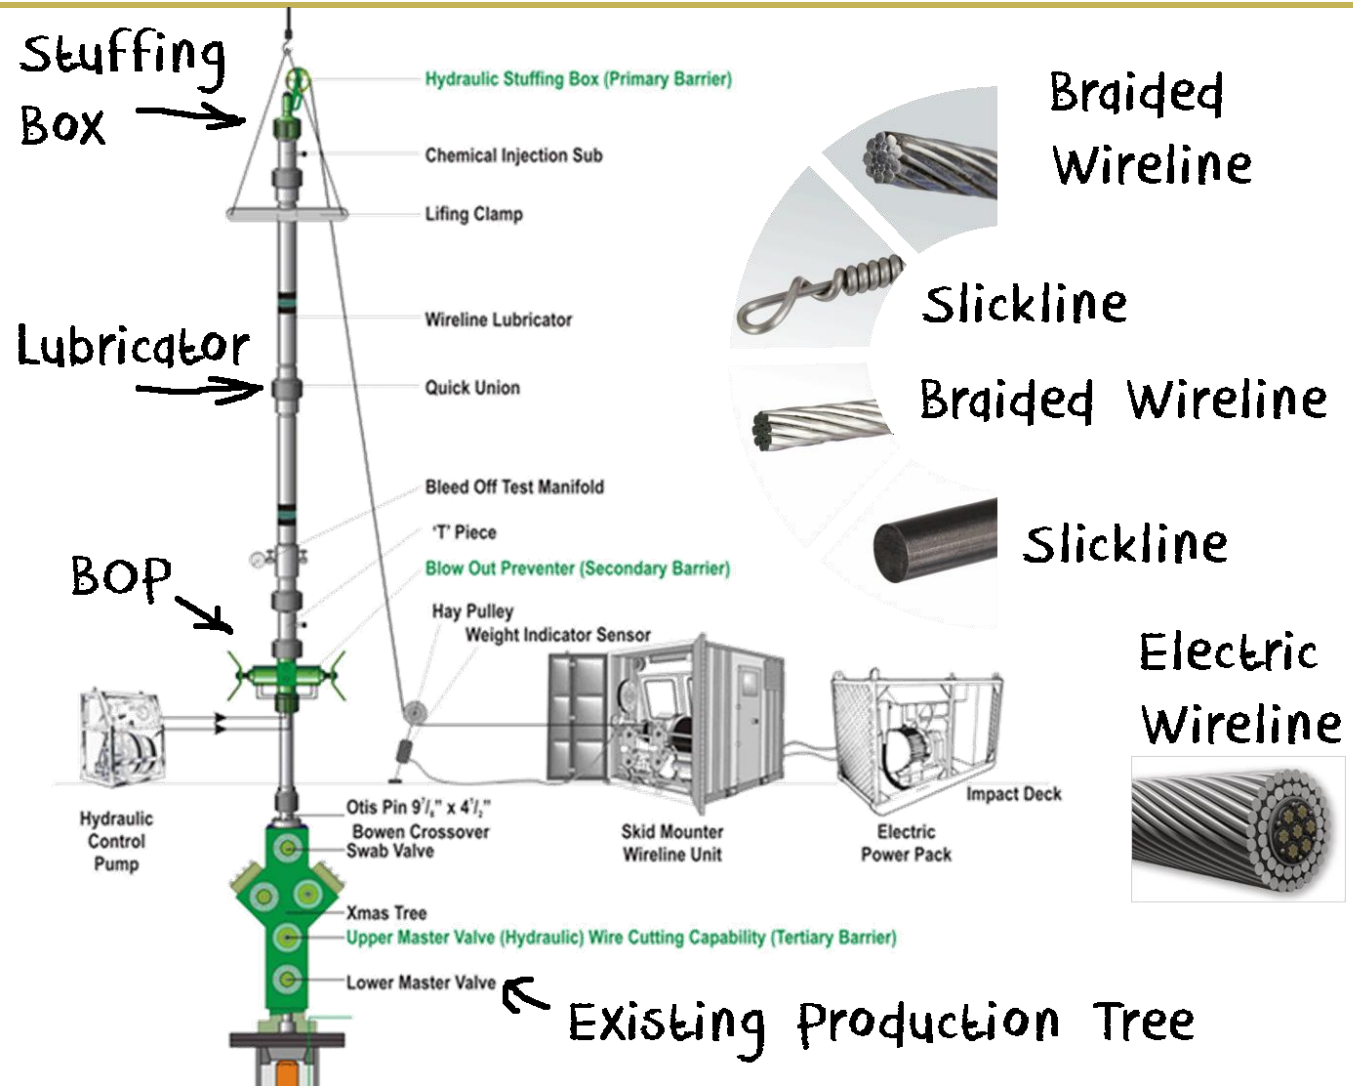 Stuffing
Box
Hydraulic Stuffing Box (Primary Barrier)
Chemical Injection Sub
Lifing Clamp
Wireline Lubricator
Lubricator
Quick Union
Bleed Off Test Manifold
'T' Piece
BOP
Blow Out Preventer (Secondary Barrier)
Hay Pulley
Weight Indicator Sensor
Braided
Wireline
Slickline
Braided Wireline
Slickline
Electric
Wireline
Hydraulic
Control
Pump
Otis Pin 9⁷/₈" x 4¹/₂"
Bowen Crossover
Swab Valve
Skid Mounter
Wireline Unit
Electric
Power Pack
Impact Deck
Xmas Tree
Upper Master Valve (Hydraulic) Wire Cutting Capability (Tertiary Barrier)
Lower Master Valve
Existing Production Tree